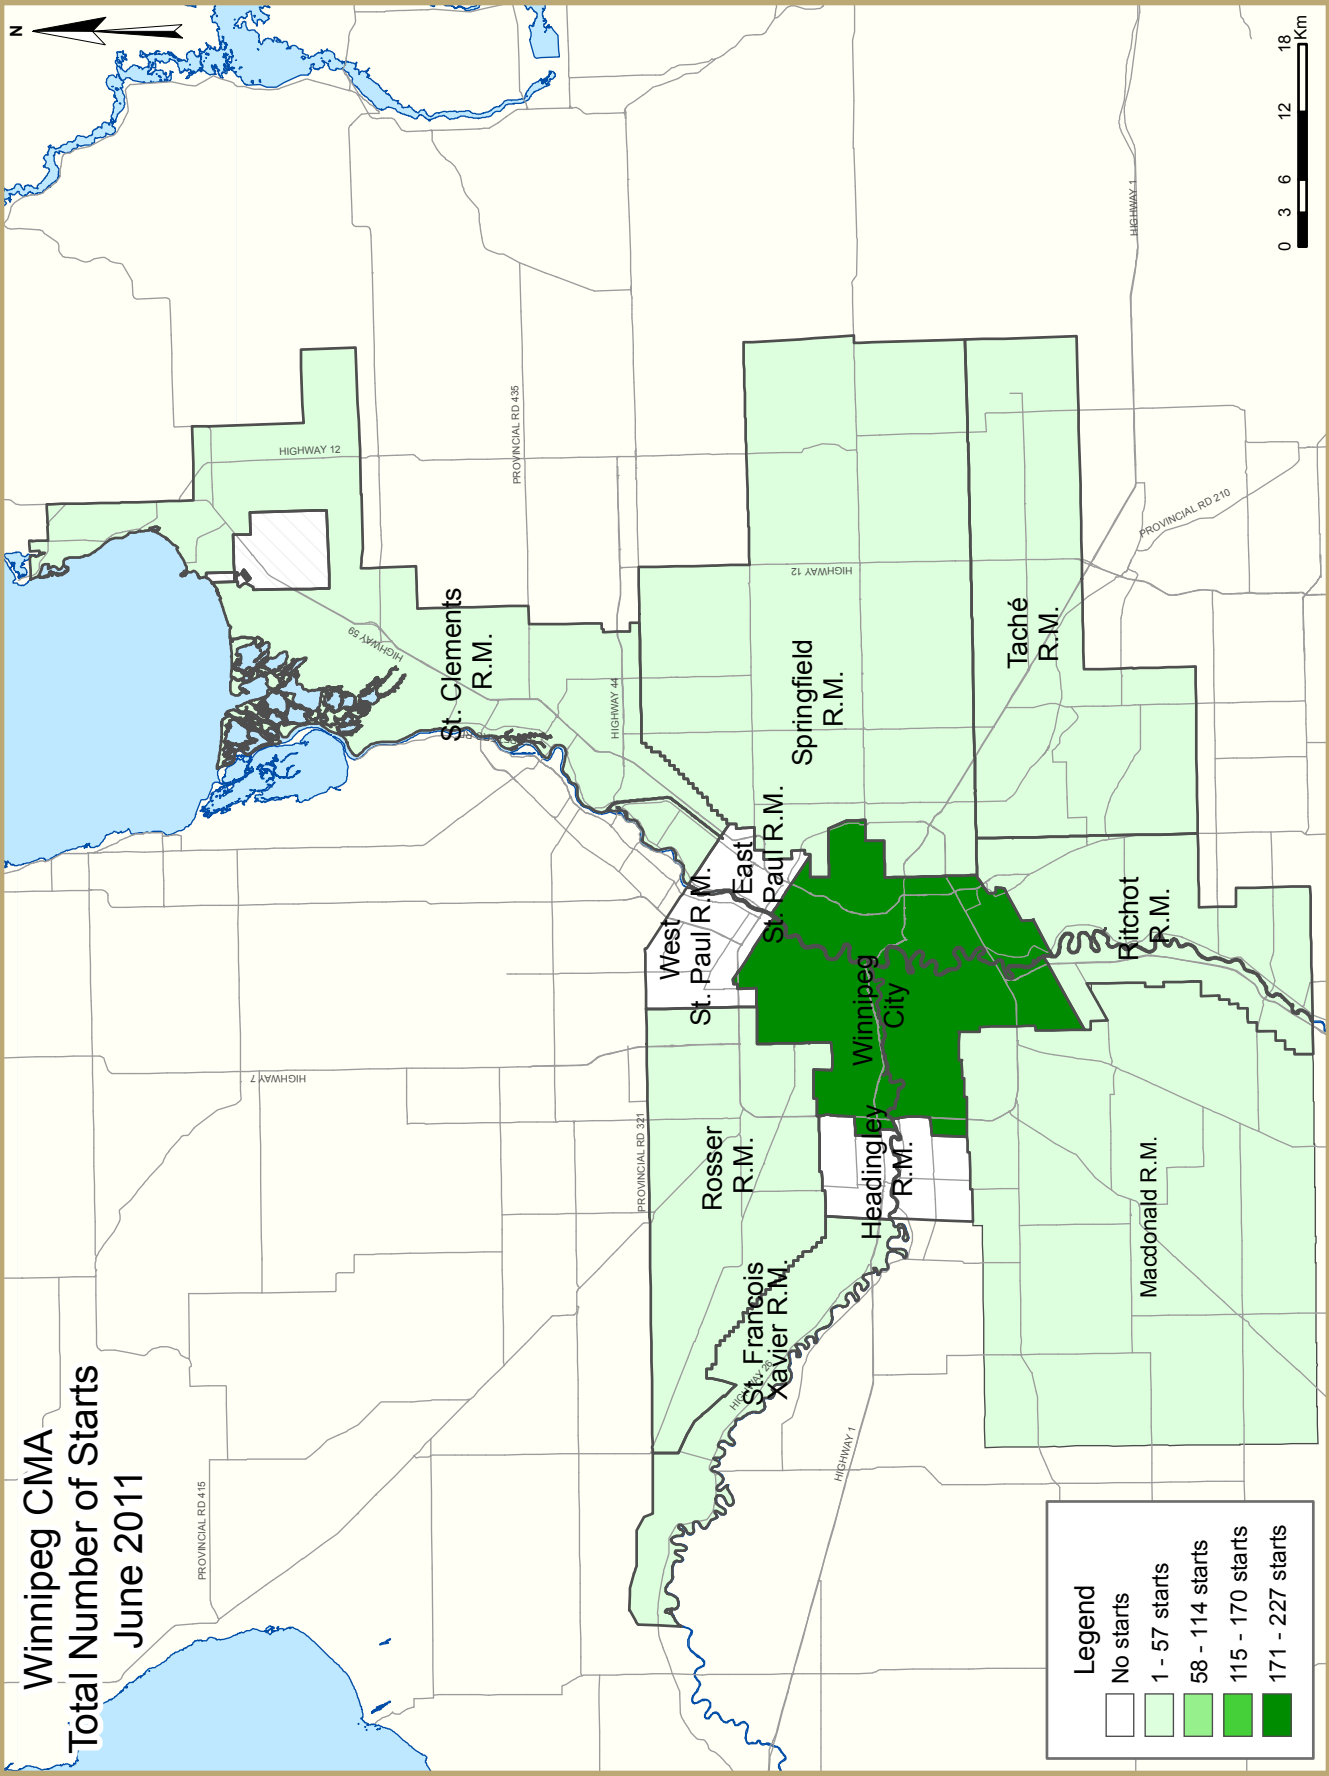 Winnipeg CMA
Total Number of Starts
June 2011
N
PROVINCIAL RD 415
HIGHWAY 7
PROVINCIAL RD 321
HIGHWAY 12
PROVINCIAL RD 435
HIGHWAY 59
St. Clements
R.M.
HIGHWAY 44
West
St. Paul R.M.
East
St. Paul R.M.
Rosser
R.M.
St. Francois
Xavier R.M.
HIGHWAY 26
Springfield
R.M.
HIGHWAY 12
Winnipeg
City
Headingley
R.M.
HIGHWAY 1
Taché
R.M.
Ritchot
R.M.
Macdonald R.M.
HIGHWAY 1
PROVINCIAL RD 210
Legend
No starts
1 - 57 starts
58 - 114 starts
115 - 170 starts
171 - 227 starts
0 3 6 12 18
Km